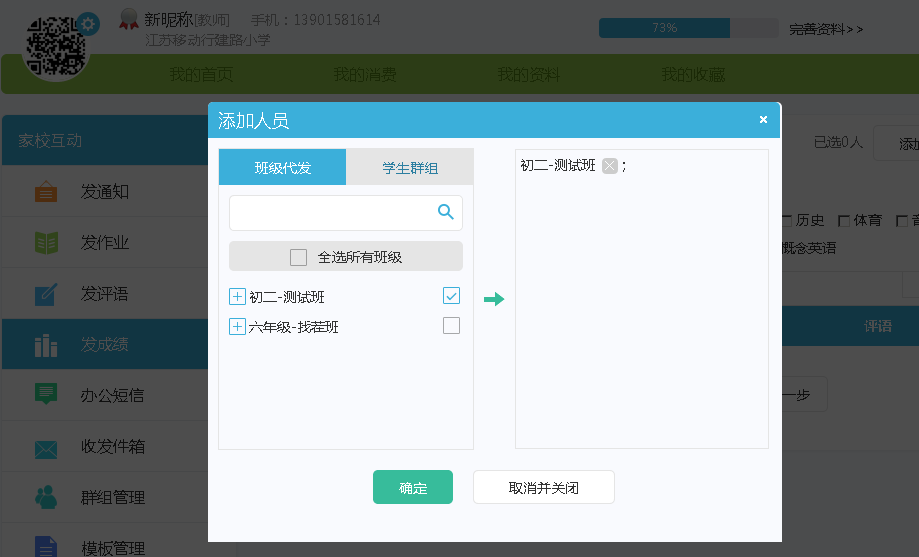 新昵称[教师] 手机：13901581614
江苏移动行建路小学
73%
完善资料>>
我的首页 我的消费 我的资料 我的收藏
家校互动
发通知
发作业
发评语
发成绩
办公短信
收发件箱
群组管理
模板管理
添加人员
×
班级代发 学生群组
全选所有班级
初二-测试班
六年级-找茬班
初二-测试班 ;
确定 取消并关闭
已选0人
历史 体育
概念英语
评语
一步